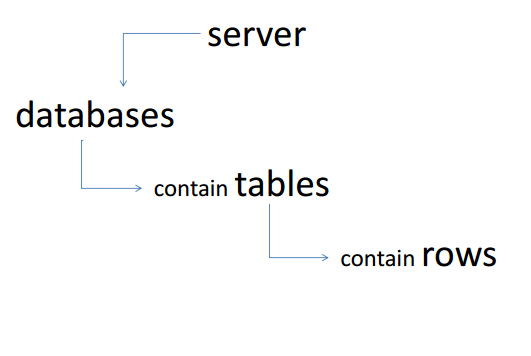 server
databases
contain tables
contain rows